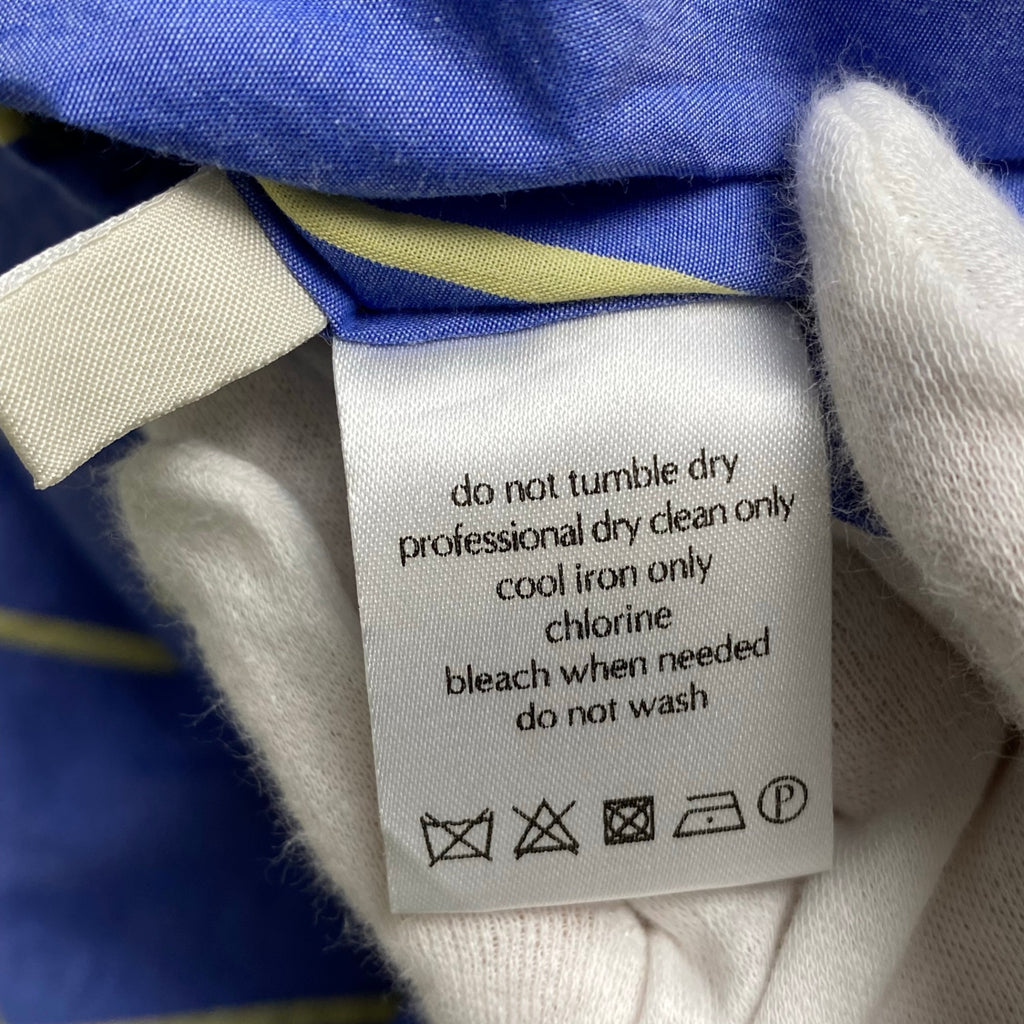 do not tumble dry
professional dry clean only
cool iron only
chlorine
bleach when needed
do not wash
P